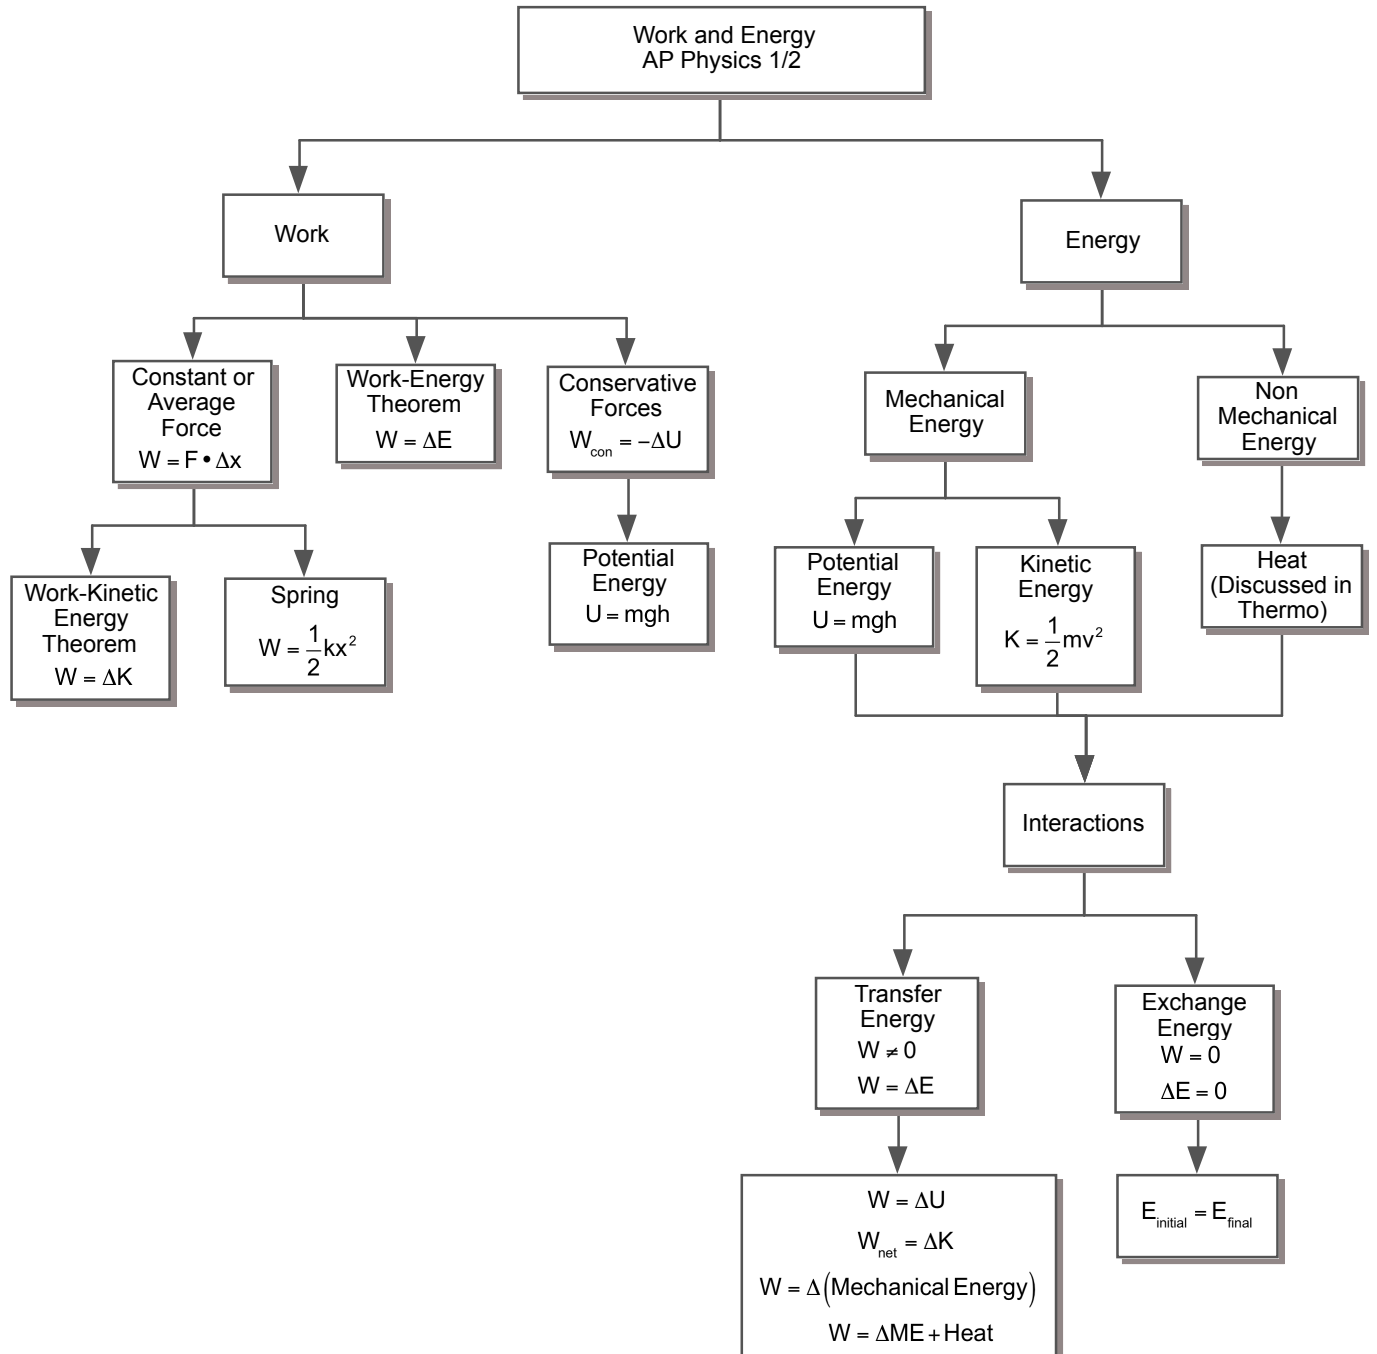 Work and Energy
AP Physics 1/2
Work
Energy
Constant or
Average
Force
W = F • Δx
Work-Energy
Theorem
W = ΔE
Conservative
Forces
W_con = −ΔU
Mechanical
Energy
Non
Mechanical
Energy
Work-Kinetic
Energy
Theorem
W = ΔK
Spring
W = 1/2 kx²
Potential
Energy
U = mgh
Potential
Energy
U = mgh
Kinetic
Energy
K = 1/2 mv²
Heat
(Discussed in
Thermo)
Interactions
Transfer
Energy
W ≠ 0
W = ΔE
Exchange
Energy
W = 0
ΔE = 0
W = ΔU
W_net = ΔK
W = Δ(Mechanical Energy)
W = ΔME + Heat
E_initial = E_final